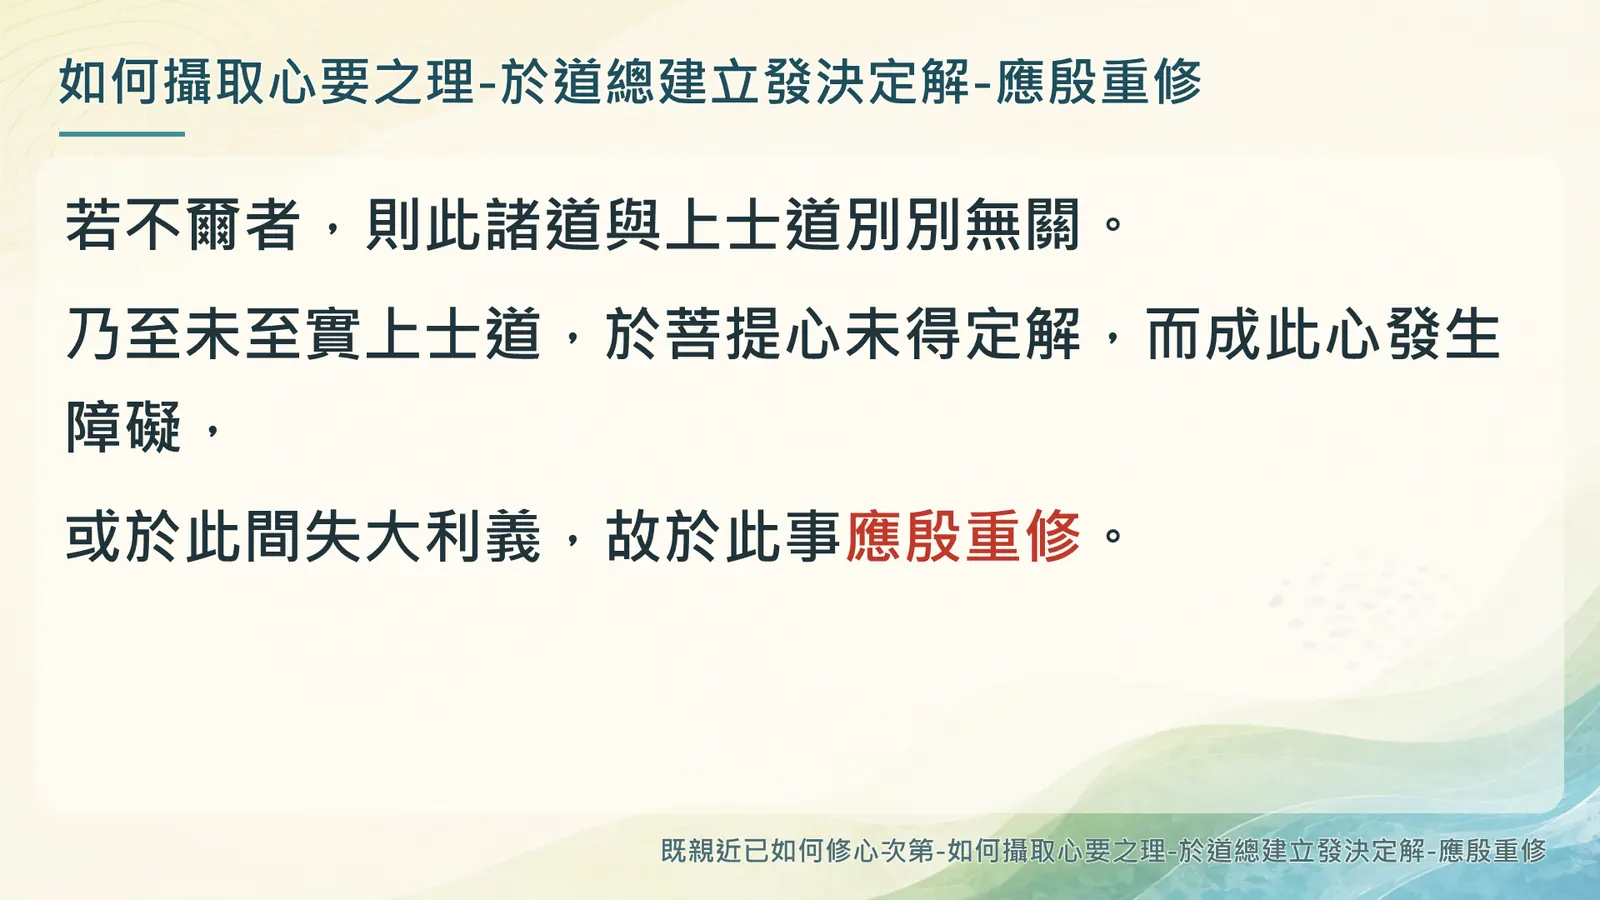 如何攝取心要之理-於道總建立發決定解-應殷重修
若不爾者，則此諸道與上士道別別無關。
乃至未至實上士道，於菩提心未得定解，而成此心發生
障礙，
或於此間失大利義，故於此事應殷重修。
既親近已如何修心次第-如何攝取心要之理-於道總建立發決定解-應殷重修